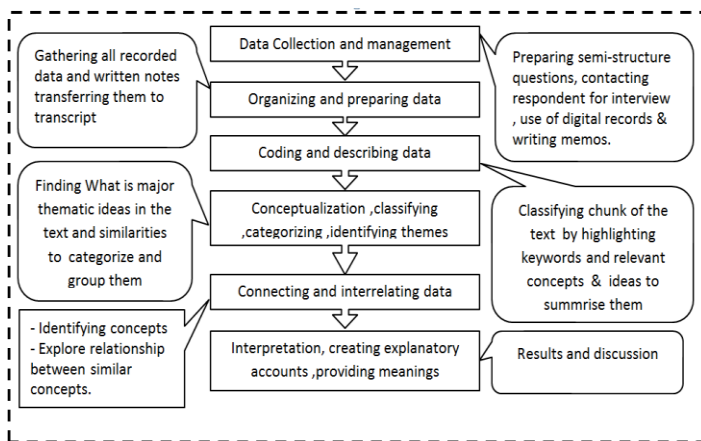 Data Collection and management
Gathering all recorded
data and written notes
transferring them to
transcript
Preparing semi-structure
questions, contacting
respondent for interview
, use of digital records &
writing memos.
Organizing and preparing data
Coding and describing data
Finding What is major
thematic ideas in the
text and similarities
to categorize and
group them
Conceptualization ,classifying
,categorizing ,identifying themes
Classifying chunk of the
text by highlighting
keywords and relevant
concepts & ideas to
summrise them
Connecting and interrelating data
- Identifying concepts
- Explore relationship
between similar
concepts.
Interpretation, creating explanatory
accounts ,providing meanings
Results and discussion